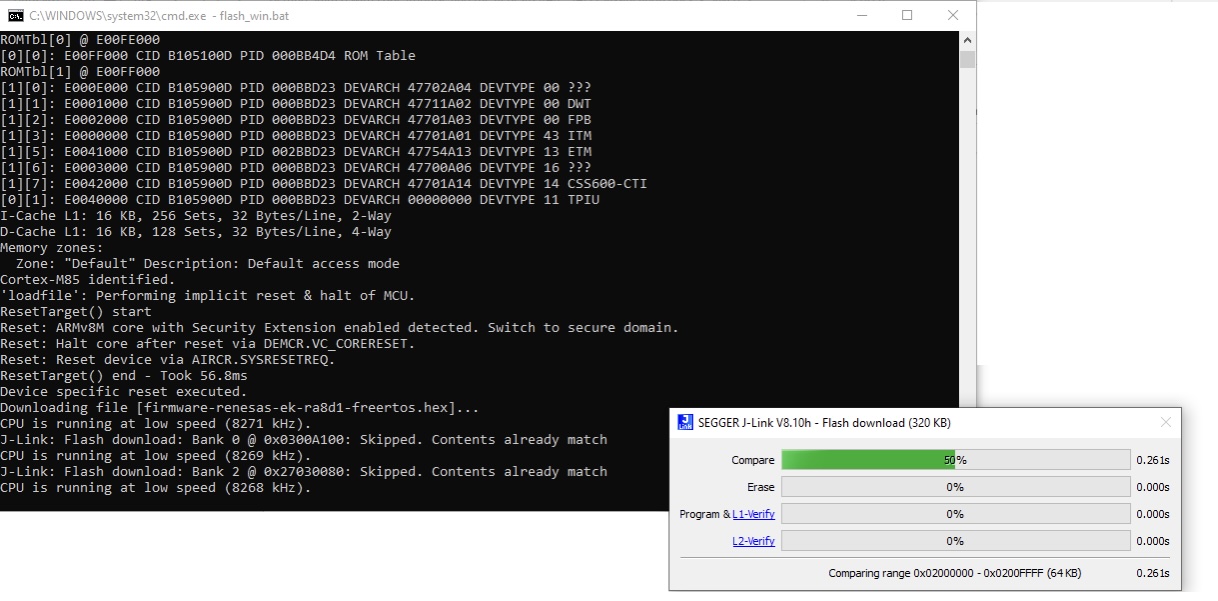 C:\WINDOWS\system32\cmd.exe - flash_win.bat
ROMTbl[0] @ E00FE000
[0][0]: E00FF000 CID B105100D PID 000BB4D4 ROM Table
ROMTbl[1] @ E00FF000
[1][0]: E000E000 CID B105900D PID 000BBD23 DEVARCH 47702A04 DEVTYPE 00 ???
[1][1]: E0001000 CID B105900D PID 000BBD23 DEVARCH 47711A02 DEVTYPE 00 DWT
[1][2]: E0002000 CID B105900D PID 000BBD23 DEVARCH 47701A03 DEVTYPE 00 FPB
[1][3]: E0000000 CID B105900D PID 000BBD23 DEVARCH 47701A01 DEVTYPE 43 ITM
[1][5]: E0041000 CID B105900D PID 002BBD23 DEVARCH 47754A13 DEVTYPE 13 ETM
[1][6]: E0003000 CID B105900D PID 000BBD23 DEVARCH 47700A06 DEVTYPE 16 ???
[1][7]: E0042000 CID B105900D PID 000BBD23 DEVARCH 47701A14 DEVTYPE 14 CSS600-CTI
[0][1]: E0040000 CID B105900D PID 000BBD23 DEVARCH 00000000 DEVTYPE 11 TPIU
I-Cache L1: 16 KB, 256 Sets, 32 Bytes/Line, 2-Way
D-Cache L1: 16 KB, 128 Sets, 32 Bytes/Line, 4-Way
Memory zones:
Zone: "Default" Description: Default access mode
Cortex-M85 identified.
'loadfile': Performing implicit reset & halt of MCU.
ResetTarget() start
Reset: ARMv8M core with Security Extension enabled detected. Switch to secure domain.
Reset: Halt core after reset via DEMCR.VC_CORERESET.
Reset: Reset device via AIRCR.SYSRESETREQ.
ResetTarget() end - Took 56.8ms
Device specific reset executed.
Downloading file [firmware-renesas-ek-ra8d1-freertos.hex]...
CPU is running at low speed (8271 kHz).
J-Link: Flash download: Bank 0 @ 0x0300A100: Skipped. Contents already match
CPU is running at low speed (8269 kHz).
J-Link: Flash download: Bank 2 @ 0x27030080: Skipped. Contents already match
CPU is running at low speed (8268 kHz).
SEGGER J-Link V8.10h - Flash download (320 KB)
Compare 50% 0.261s
Erase 0% 0.000s
Program & L1-Verify 0% 0.000s
L2-Verify 0% 0.000s
Comparing range 0x02000000 - 0x0200FFFF (64 KB) 0.261s